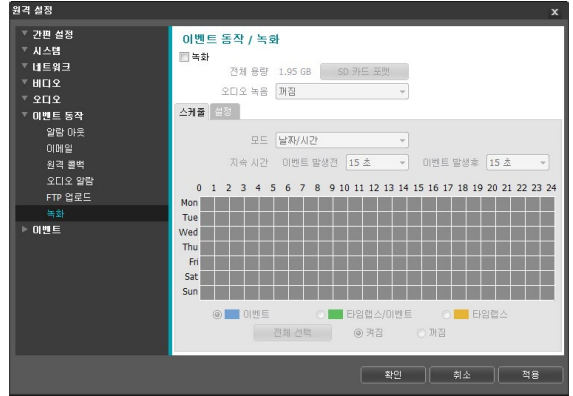 원격 설정
x
간편 설정
시스템
네트워크
비디오
오디오
이벤트 동작
알람 아웃
이메일
원격 콜백
오디오 알람
FTP 업로드
녹화
이벤트
이벤트 동작 / 녹화
녹화
전체 용량 1.95 GB SD 카드 포맷
오디오 녹음 꺼짐
스케줄 설정
모드 날짜/시간
지속 시간 이벤트 발생전 15 초 이벤트 발생후 15 초
0 1 2 3 4 5 6 7 8 9 10 11 12 13 14 15 16 17 18 19 20 21 22 23 24
Mon
Tue
Wed
Thu
Fri
Sat
Sun
이벤트 타임랩스/이벤트 타임랩스
전체 선택 켜짐 꺼짐
확인 취소 적용